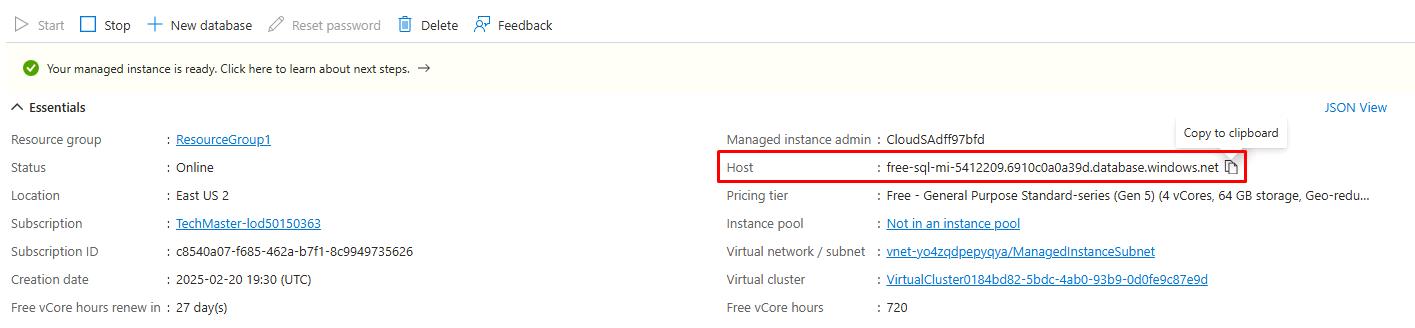 Start Stop New database Reset password Delete Feedback
Your managed instance is ready. Click here to learn about next steps.
Essentials JSON View
Resource group : ResourceGroup1 Managed instance admin : CloudSAdff97bfd
Copy to clipboard
Status : Online Host : free-sql-mi-5412209.6910c0a0a39d.database.windows.net
Location : East US 2 Pricing tier : Free - General Purpose Standard-series (Gen 5) (4 vCores, 64 GB storage, Geo-redu...
Subscription : TechMaster-lod50150363 Instance pool : Not in an instance pool
Subscription ID : c8540a07-f685-462a-b7f1-8c9949735626 Virtual network / subnet : vnet-yo4zqdpepyqya/ManagedInstanceSubnet
Creation date : 2025-02-20 19:30 (UTC) Virtual cluster : VirtualCluster0184bd82-5bdc-4ab0-93b9-0d0fe9c87e9d
Free vCore hours renew in : 27 day(s) Free vCore hours : 720